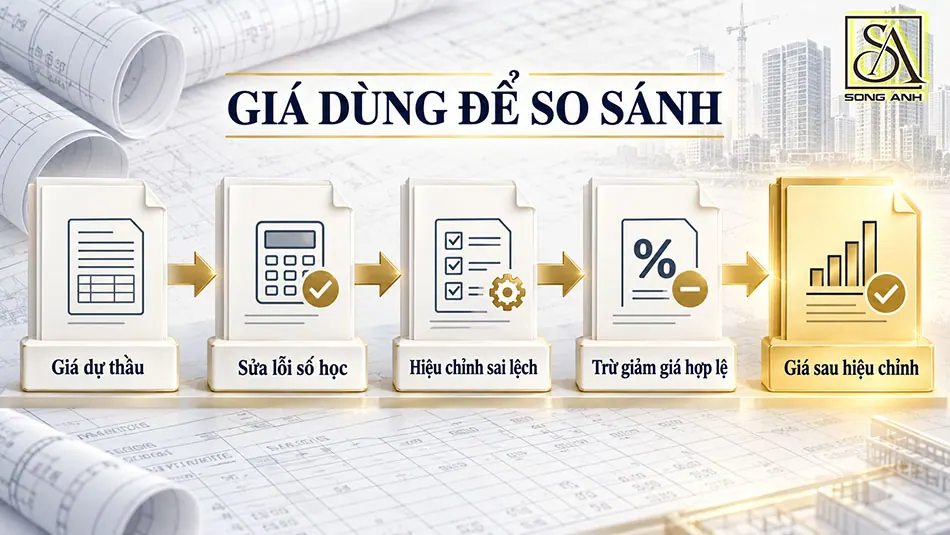 SA
SONG ANH
GIÁ DÙNG ĐỂ SO SÁNH
%
Giá dự thầu
Sửa lỗi số học
Hiệu chỉnh sai lệch
Trừ giảm giá hợp lệ
Giá sau hiệu chỉnh